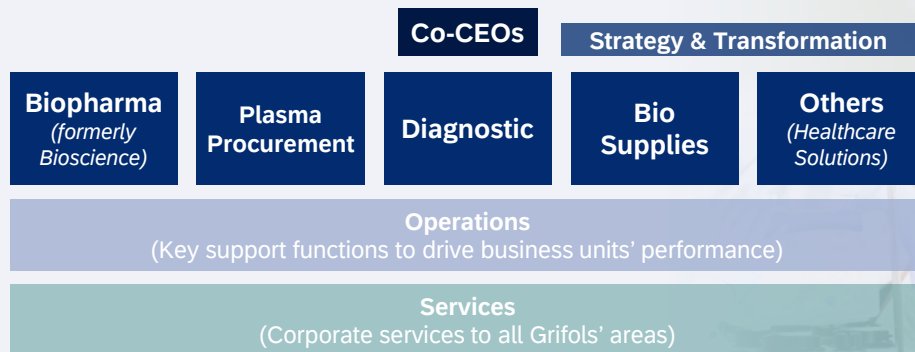 Co-CEOs
Strategy & Transformation
Biopharma
(formerly
Bioscience)
Plasma
Procurement
Diagnostic
Bio
Supplies
Others
(Healthcare
Solutions)
Operations
(Key support functions to drive business units’ performance)
Services
(Corporate services to all Grifols’ areas)